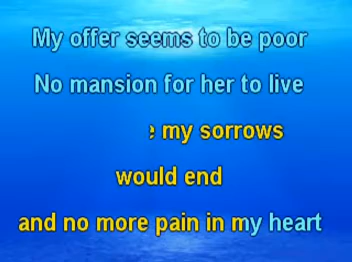 My offer seems to be poor
No mansion for her to live
my sorrows
would end
and no more pain in my heart